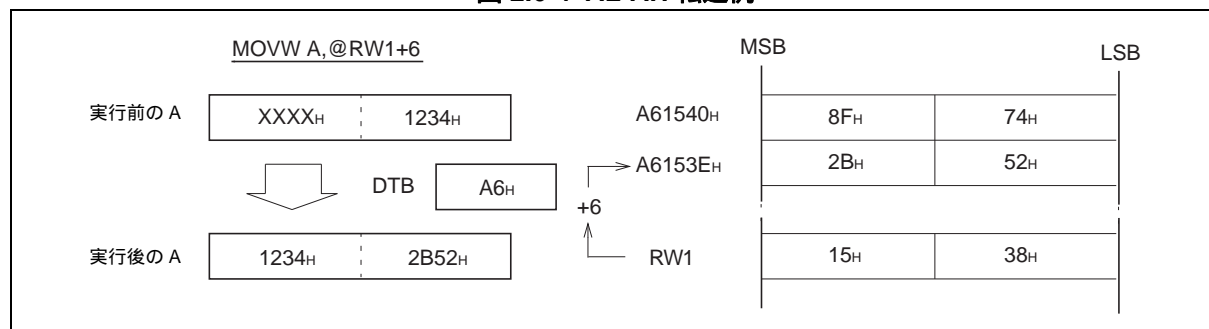 MOVW A,@RW1+6
MSB
LSB
実行前の A
XXXXH
1234H
A61540H
8FH
74H
DTB
A6H
A6153EH
2BH
52H
+6
実行後の A
1234H
2B52H
RW1
15H
38H